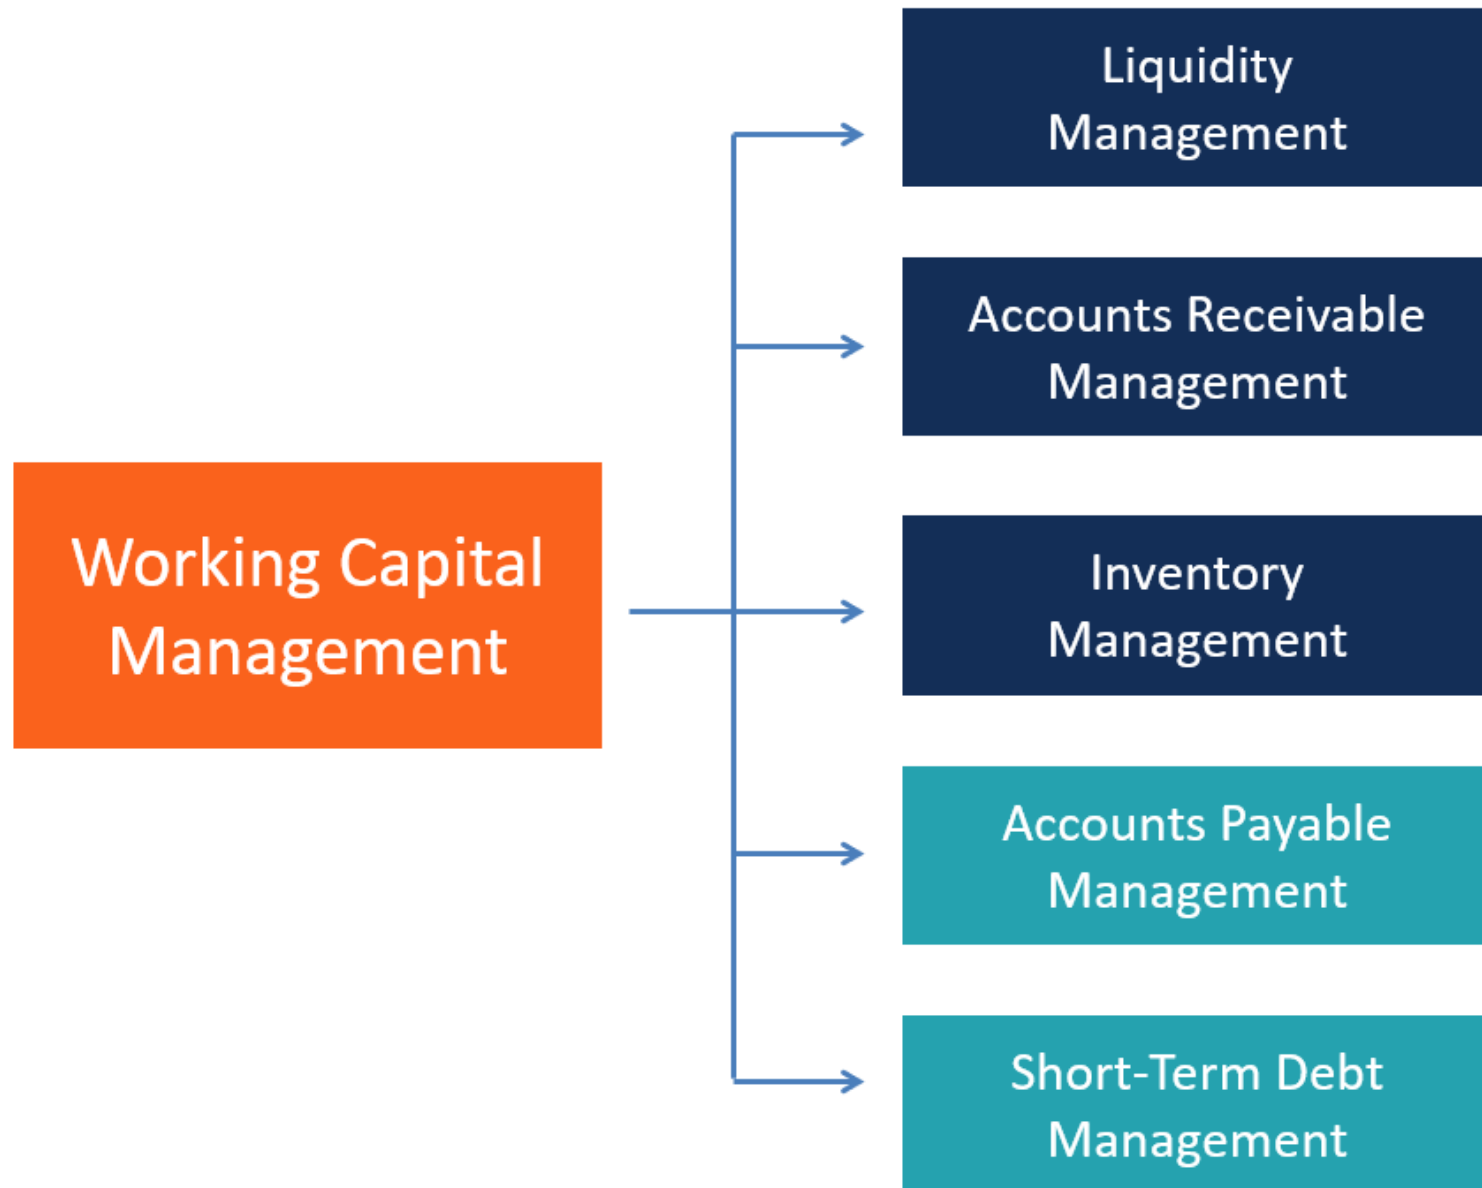 Liquidity
Management
Accounts Receivable
Management
Working Capital
Management
Inventory
Management
Accounts Payable
Management
Short-Term Debt
Management